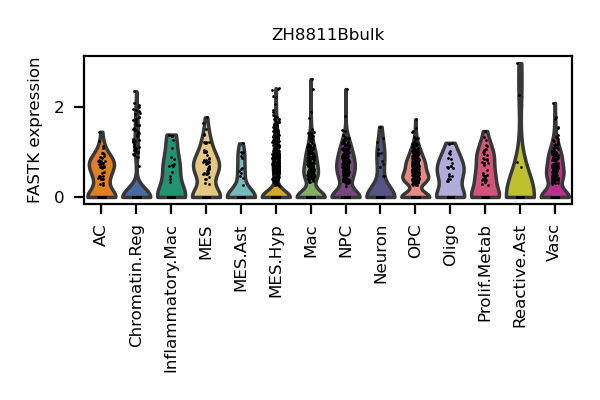 ZH8811Bbulk
FASTK expression
2
0
AC
Chromatin.Reg
Inflammatory.Mac
MES
MES.Ast
MES.Hyp
Mac
NPC
Neuron
OPC
Oligo
Prolif.Metab
Reactive.Ast
Vasc